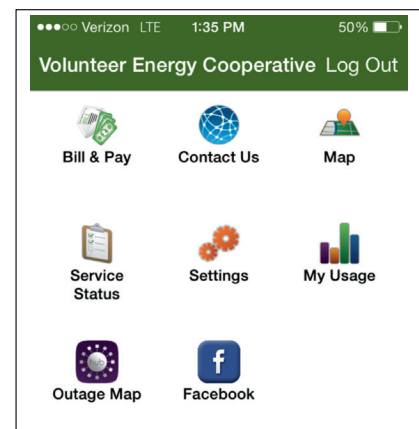 Verizon LTE 1:35 PM 50%
Volunteer Energy Cooperative Log Out
Bill & Pay Contact Us Map
Service Settings My Usage
Status
hub f
Outage Map Facebook